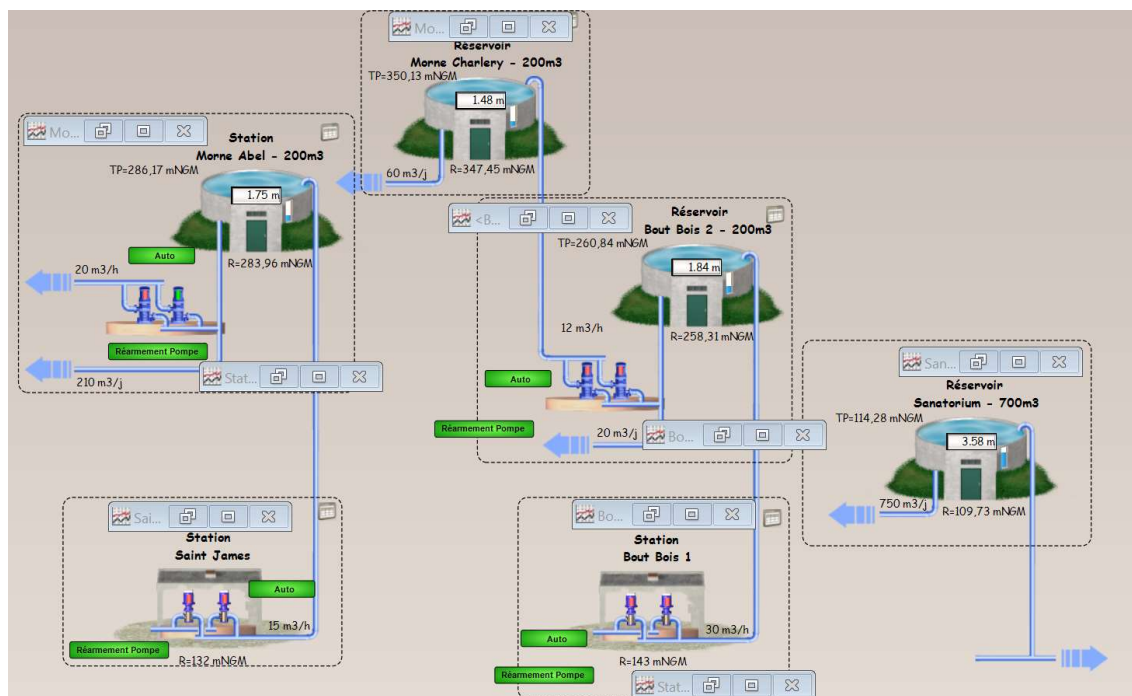 Mo...
Réservoir
Morne Charlery - 200m3
TP=350,13 mNGM
1.48 m
60 m3/j
R=347,45 mNGM
Mo...
Station
Morne Abel - 200m3
TP=286,17 mNGM
1.75 m
Auto
R=283,96 mNGM
20 m3/h
Réarmement Pompe
210 m3/j
Stat...
<B...
Réservoir
Bout Bois 2 - 200m3
TP=260,84 mNGM
1.84 m
R=258,31 mNGM
12 m3/h
Auto
Réarmement Pompe
20 m3/j
Bo...
San...
Réservoir
Sanatorium - 700m3
TP=114,28 mNGM
3.58 m
750 m3/j
R=109,73 mNGM
Sai...
Station
Saint James
Auto
15 m3/h
Réarmement Pompe
R=132 mNGM
Bo...
Station
Bout Bois 1
30 m3/h
Auto
R=143 mNGM
Réarmement Pompe
Stat...